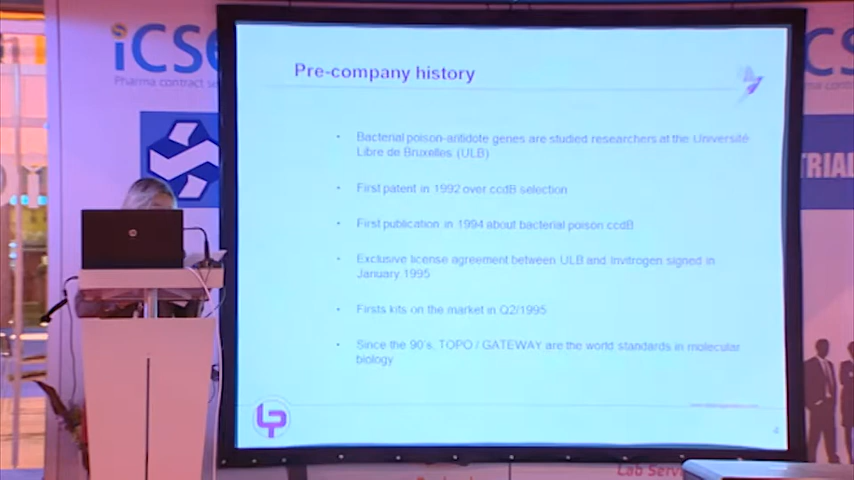 iCSe
Pharma contract se
Pre-company history
Bacterial poison-antidote genes are studied researchers at the Université
Libre de Bruxelles (ULB)
First patent in 1992 over ccdB selection
First publication in 1994 about bacterial poison ccdB
Exclusive license agreement between ULB and Invitrogen signed in
January 1995
Firsts kits on the market in Q2/1995
Since the 90's, TOPO / GATEWAY are the world standards in molecular
biology
4
CS
TRIAL
Lab Serv